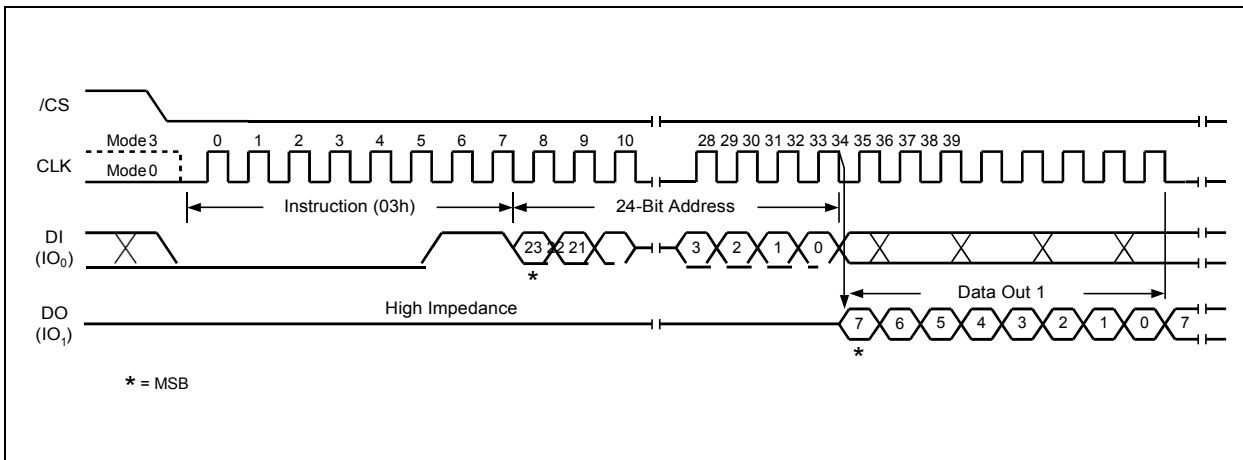 /CS
Mode 3
0 1 2 3 4 5 6 7 8 9 10 28 29 30 31 32 33 34 35 36 37 38 39
CLK
Mode 0
Instruction (03h) 24-Bit Address
DI
(IO0)
23 22 21 3 2 1 0
*
Data Out 1
High Impedance
DO
(IO1)
7 6 5 4 3 2 1 0 7
*
* = MSB